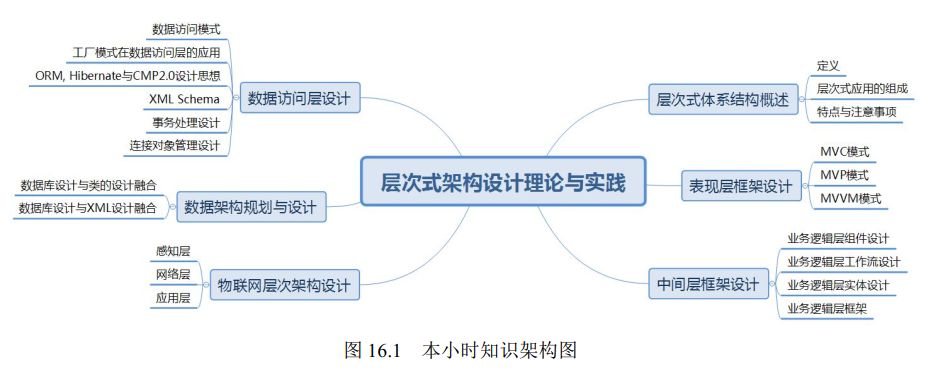 数据访问模式
工厂模式在数据访问层的应用
ORM, Hibernate与CMP2.0设计思想
XML Schema
事务处理设计
连接对象管理设计
数据访问层设计
数据库设计与类的设计融合
数据库设计与XML设计融合
数据架构规划与设计
感知层
网络层
应用层
物联网层次架构设计
层次式架构设计理论与实践
层次式体系结构概述
定义
层次式应用的组成
特点与注意事项
表现层框架设计
MVC模式
MVP模式
MVVM模式
中间层框架设计
业务逻辑层组件设计
业务逻辑层工作流设计
业务逻辑层实体设计
业务逻辑层框架
图 16.1 本小时知识架构图